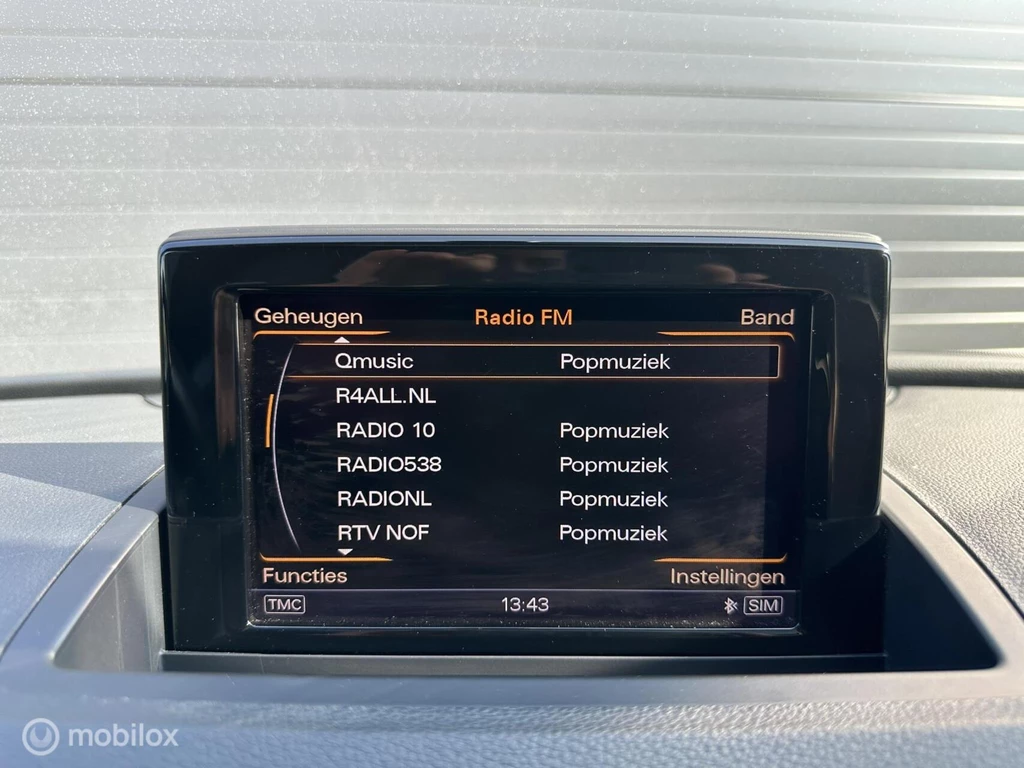 Geheugen Radio FM Band
Qmusic Popmuziek
R4ALL.NL
RADIO 10 Popmuziek
RADIO538 Popmuziek
RADIONL Popmuziek
RTV NOF Popmuziek
Functies Instellingen
TMC 13:43 SIM
mobilox